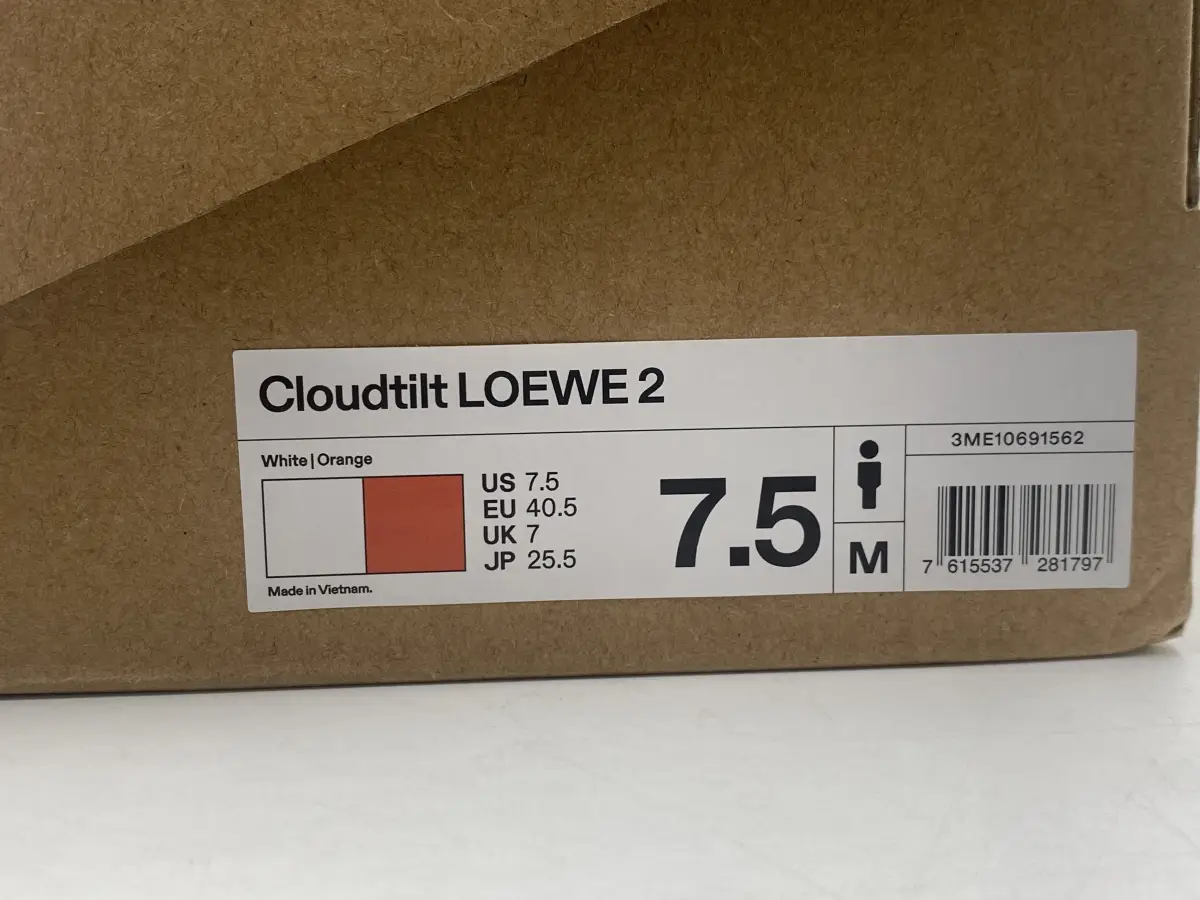 Cloudtilt LOEWE 2
White|Orange
US 7.5
EU 40.5
UK 7
JP 25.5
Made in Vietnam.
7.5
M
3ME10691562
7 615537 281797